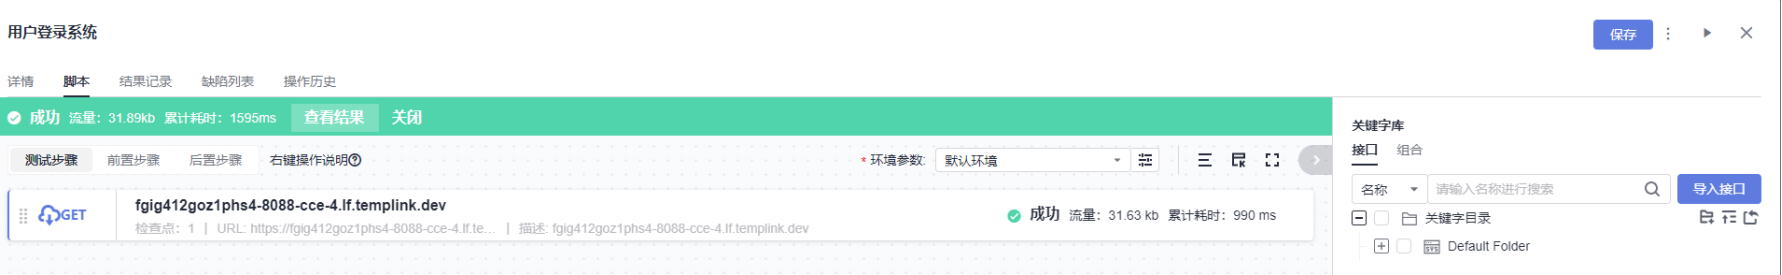 用户登录系统
保存
详情 脚本 结果记录 缺陷列表 操作历史
成功 流量：31.89kb 累计耗时：1595ms 查看结果 关闭
关键字库
接口 组合
测试步骤 前置步骤 后置步骤 右键操作说明 * 环境参数: 默认环境
名称 请输入名称进行搜索 导入接口
GET fgig412goz1phs4-8088-cce-4.lf.templink.dev
成功 流量：31.63 kb 累计耗时：990 ms
检查点：1 | URL: https://fgig412goz1phs4-8088-cce-4.lf.te... | 描述: fgig412goz1phs4-8088-cce-4.lf.templink.dev
关键字目录
Default Folder